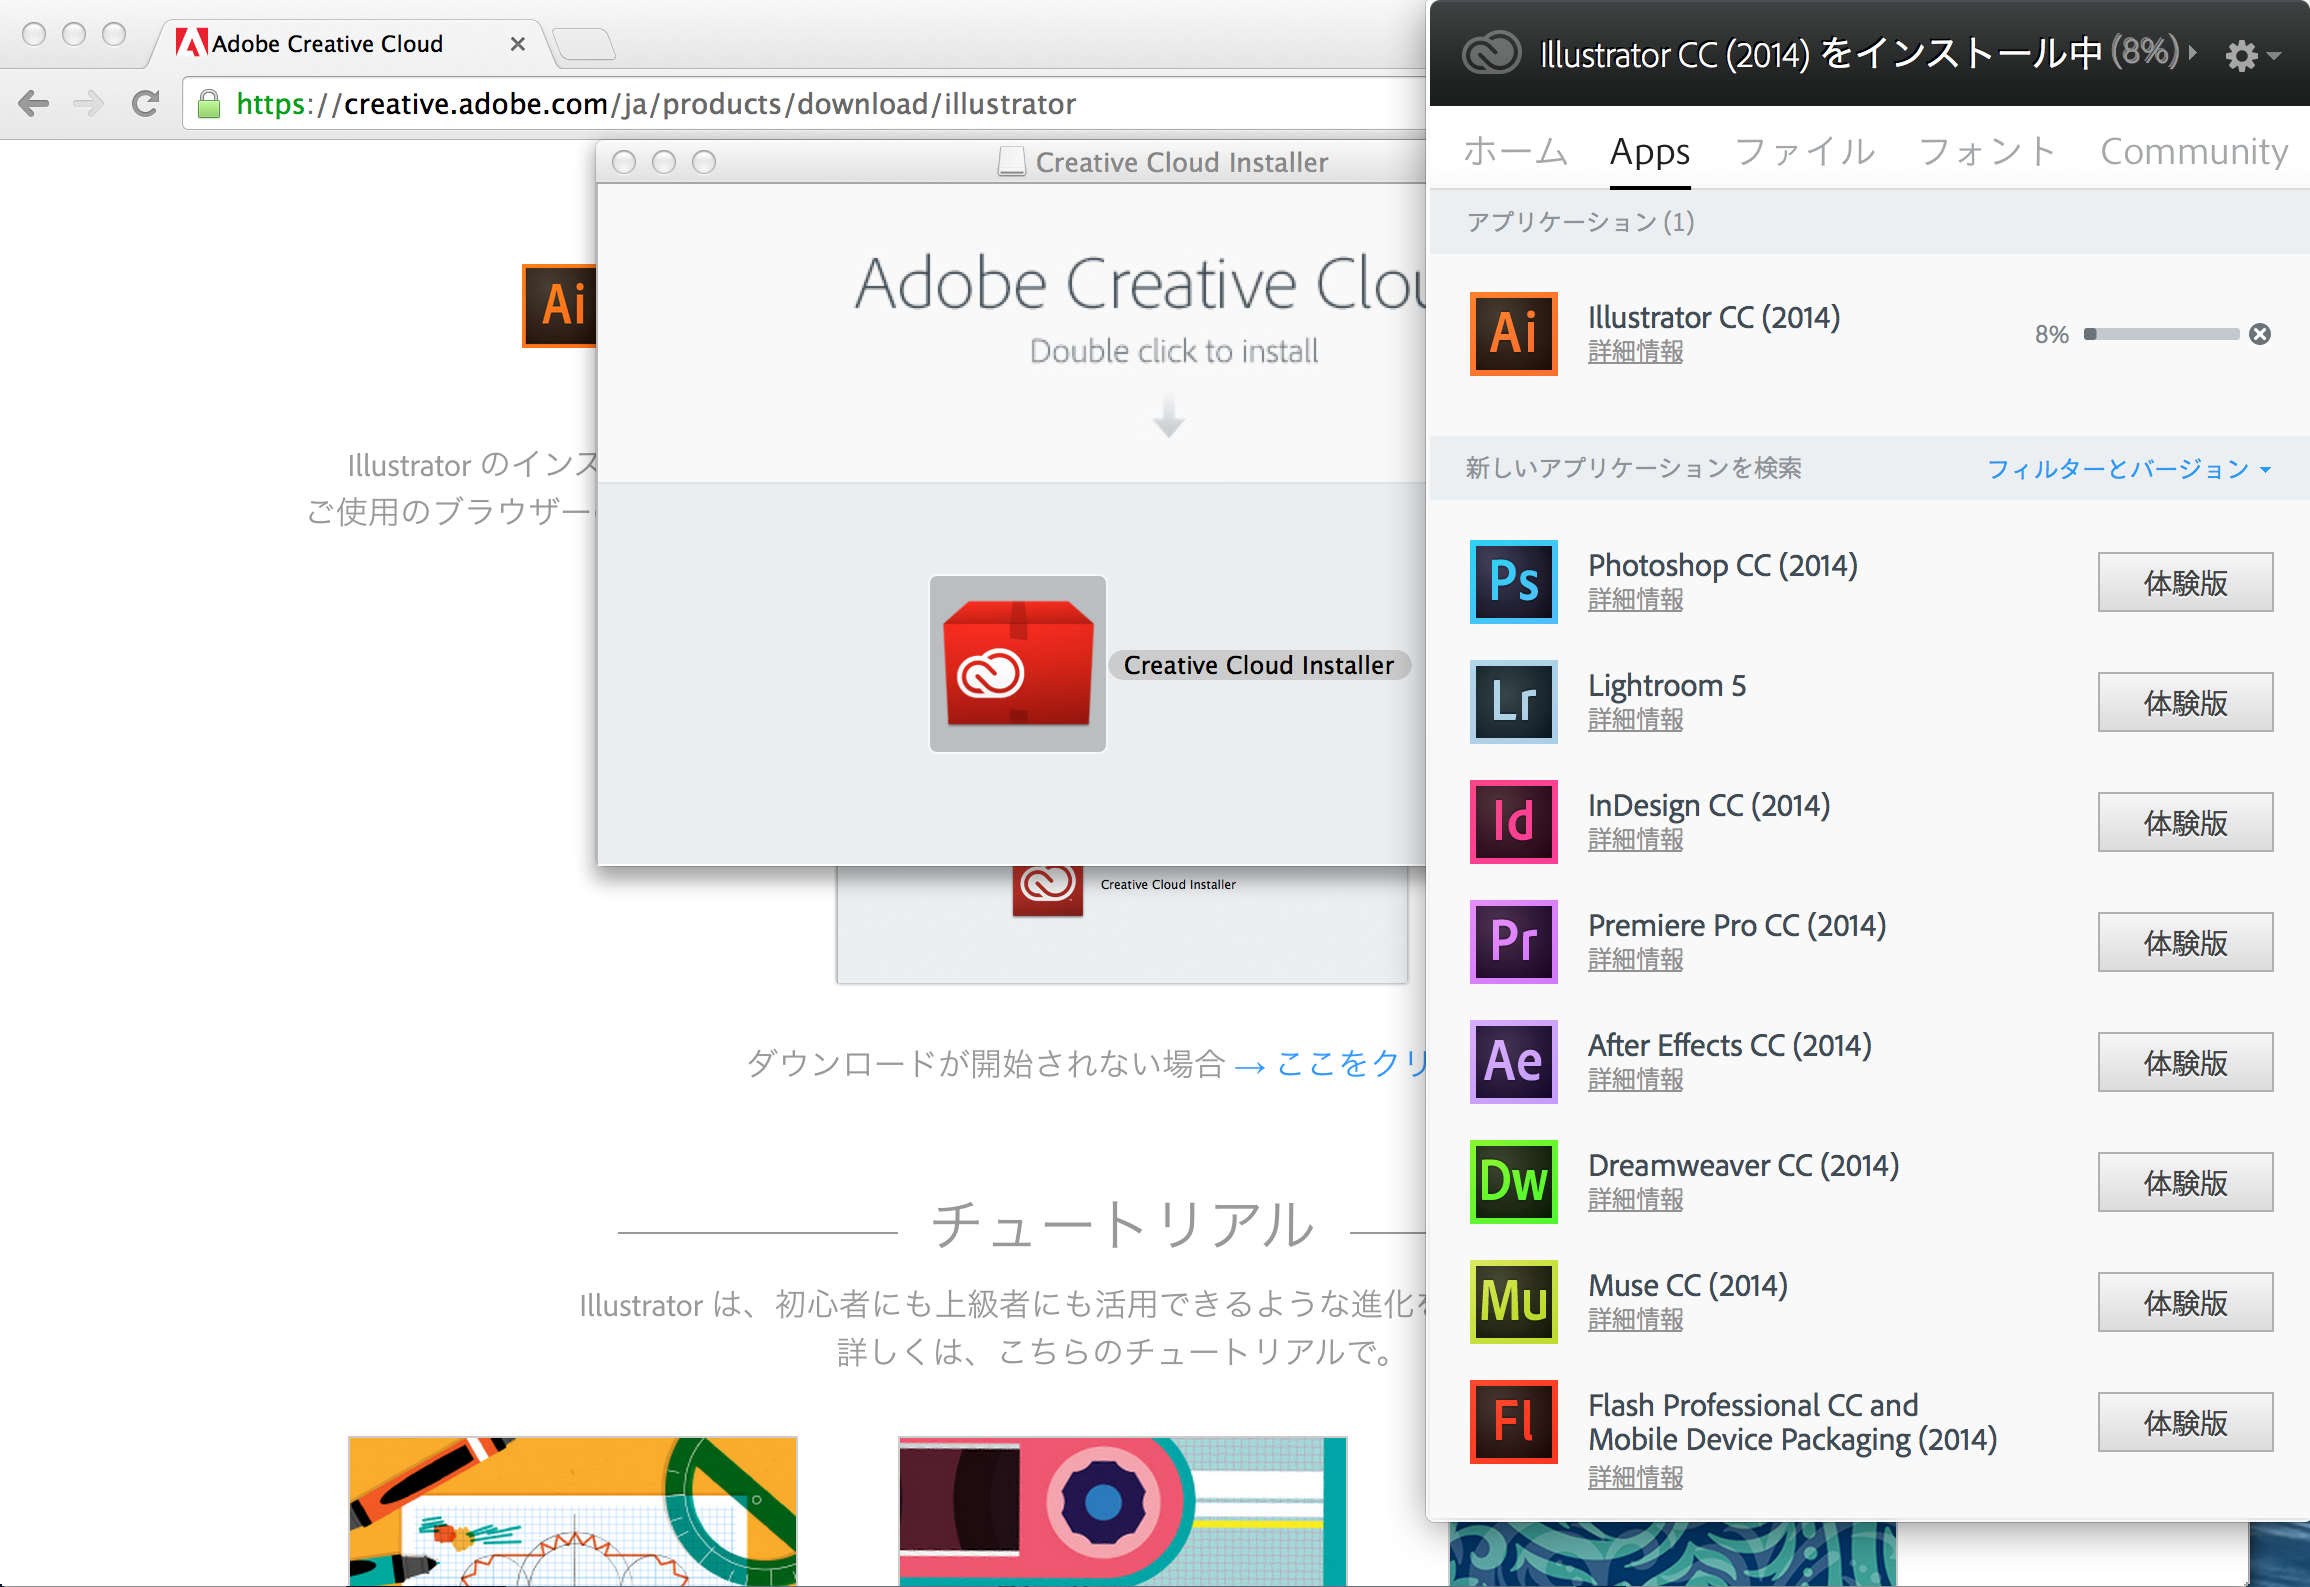 Adobe Creative Cloud
https://creative.adobe.com/ja/products/download/illustrator
Ai
Illustrator のインス
ご使用のブラウザー
Creative Cloud Installer
Adobe Creative Clou
Double click to install
Creative Cloud Installer
Creative Cloud Installer
ダウンロードが開始されない場合 → ここをクリ
チュートリアル
Illustrator は、初心者にも上級者にも活用できるような進化を
詳しくは、こちらのチュートリアルで。
Illustrator CC (2014) をインストール中 (8%)
ホーム Apps ファイル フォント Community
アプリケーション (1)
Ai Illustrator CC (2014) 8%
詳細情報
新しいアプリケーションを検索 フィルターとバージョン
Ps Photoshop CC (2014) 体験版
詳細情報
Lr Lightroom 5 体験版
詳細情報
Id InDesign CC (2014) 体験版
詳細情報
Pr Premiere Pro CC (2014) 体験版
詳細情報
Ae After Effects CC (2014) 体験版
詳細情報
Dw Dreamweaver CC (2014) 体験版
詳細情報
Mu Muse CC (2014) 体験版
詳細情報
Fl Flash Professional CC and 体験版
Mobile Device Packaging (2014)
詳細情報